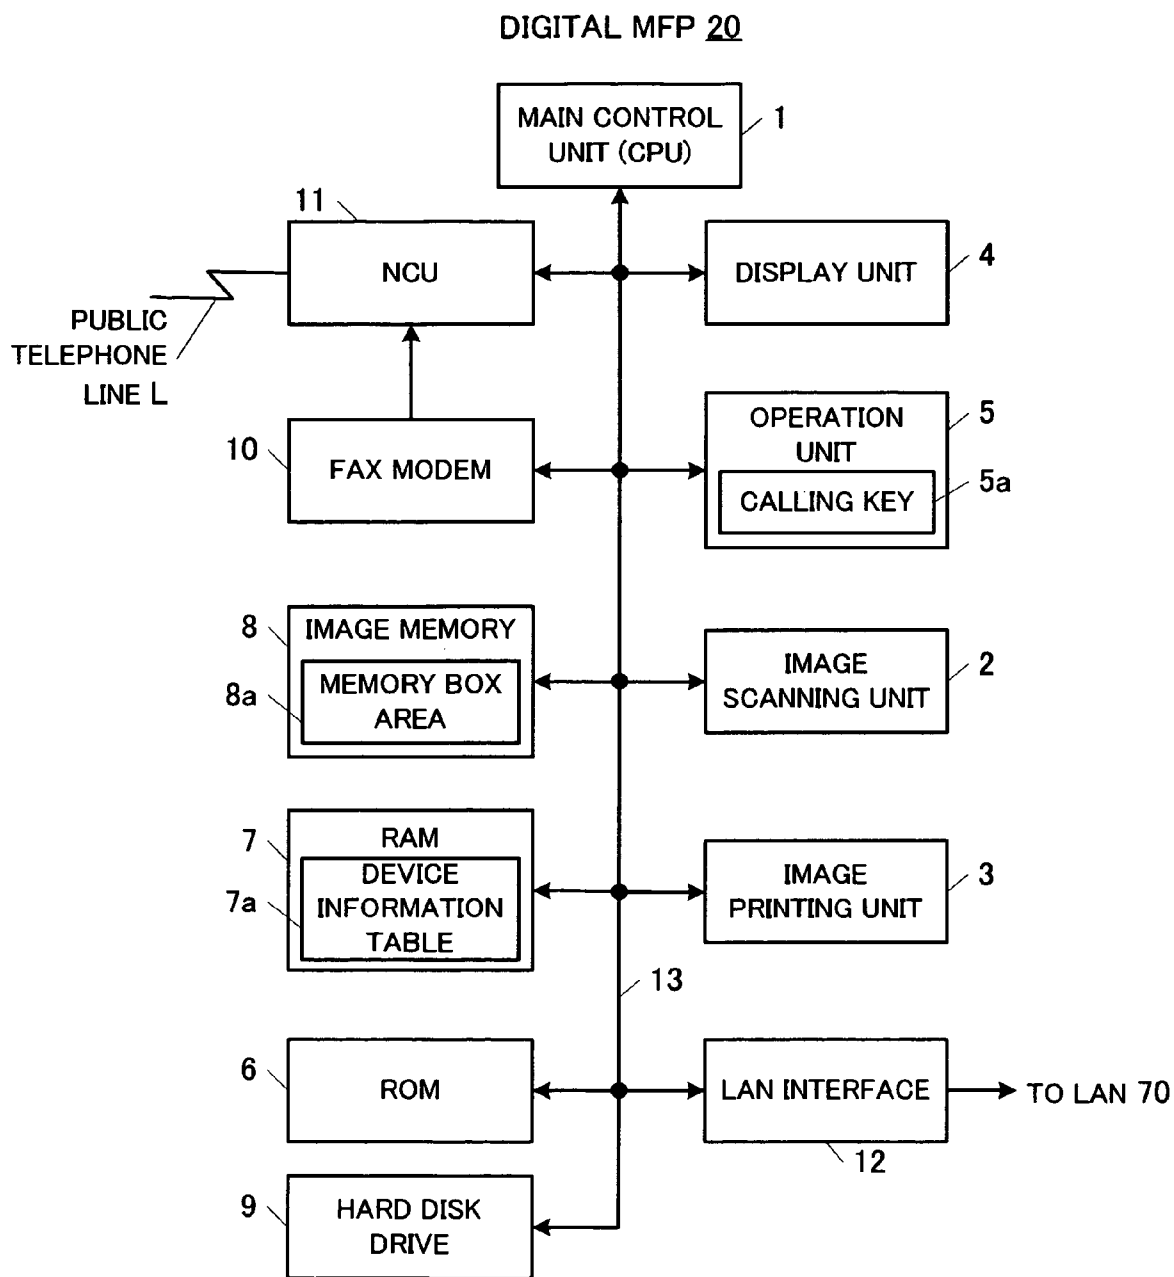 DIGITAL MFP 20
MAIN CONTROL
UNIT (CPU)
1
11
NCU
DISPLAY UNIT
4
PUBLIC
TELEPHONE
LINE L
10
FAX MODEM
OPERATION
UNIT
5
CALLING KEY
5a
8
IMAGE MEMORY
8a
MEMORY BOX
AREA
IMAGE
SCANNING UNIT
2
7
RAM
7a
DEVICE
INFORMATION
TABLE
IMAGE
PRINTING UNIT
3
13
6
ROM
LAN INTERFACE
TO LAN 70
12
9
HARD DISK
DRIVE